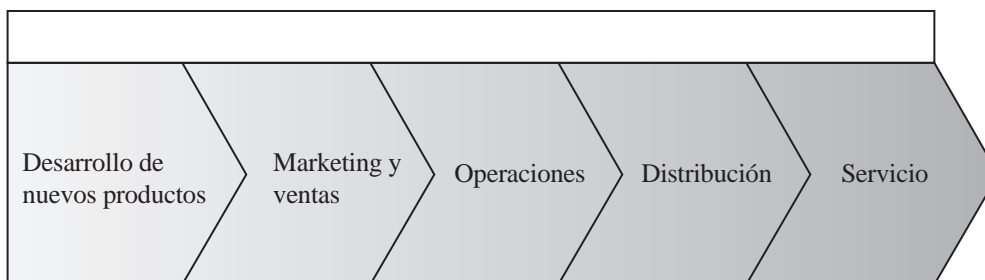 Desarrollo de
nuevos productos
Marketing y
ventas
Operaciones
Distribución
Servicio